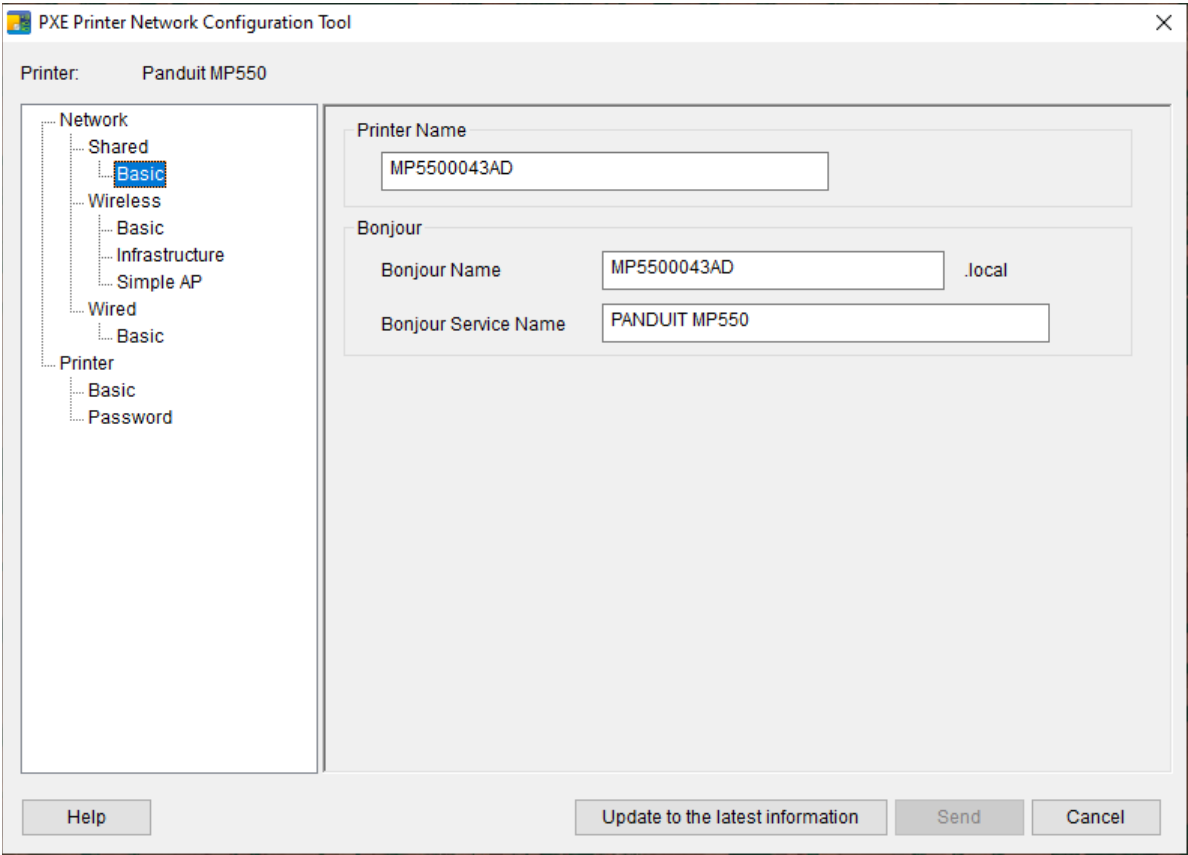 PXE Printer Network Configuration Tool
Printer: Panduit MP550
Network
Shared
Basic
Wireless
Basic
Infrastructure
Simple AP
Wired
Basic
Printer
Basic
Password
Printer Name
MP5500043AD
Bonjour
Bonjour Name MP5500043AD .local
Bonjour Service Name PANDUIT MP550
Help Update to the latest information Send Cancel